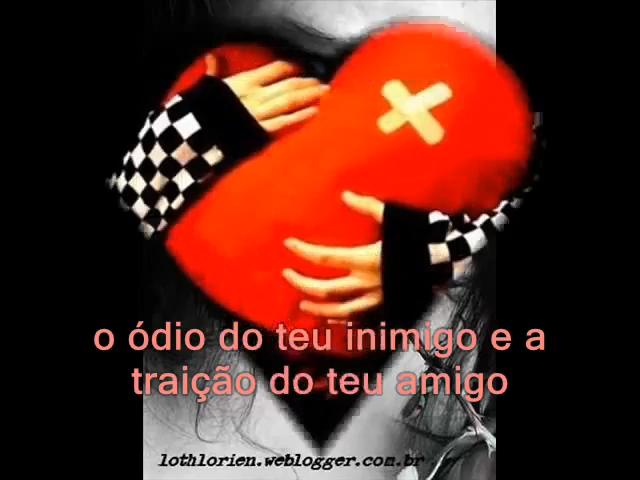 o ódio do teu inimigo e a
traição do teu amigo
lothlorien.weblogger.com.br